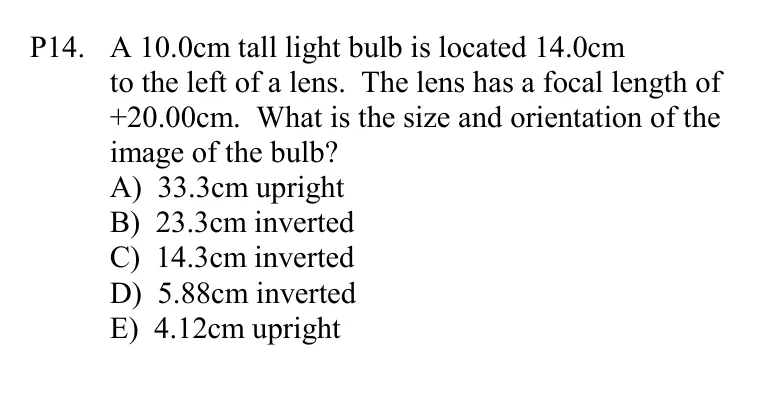 P14. A 10.0cm tall light bulb is located 14.0cm
to the left of a lens. The lens has a focal length of
+20.00cm. What is the size and orientation of the
image of the bulb?
A) 33.3cm upright
B) 23.3cm inverted
C) 14.3cm inverted
D) 5.88cm inverted
E) 4.12cm upright